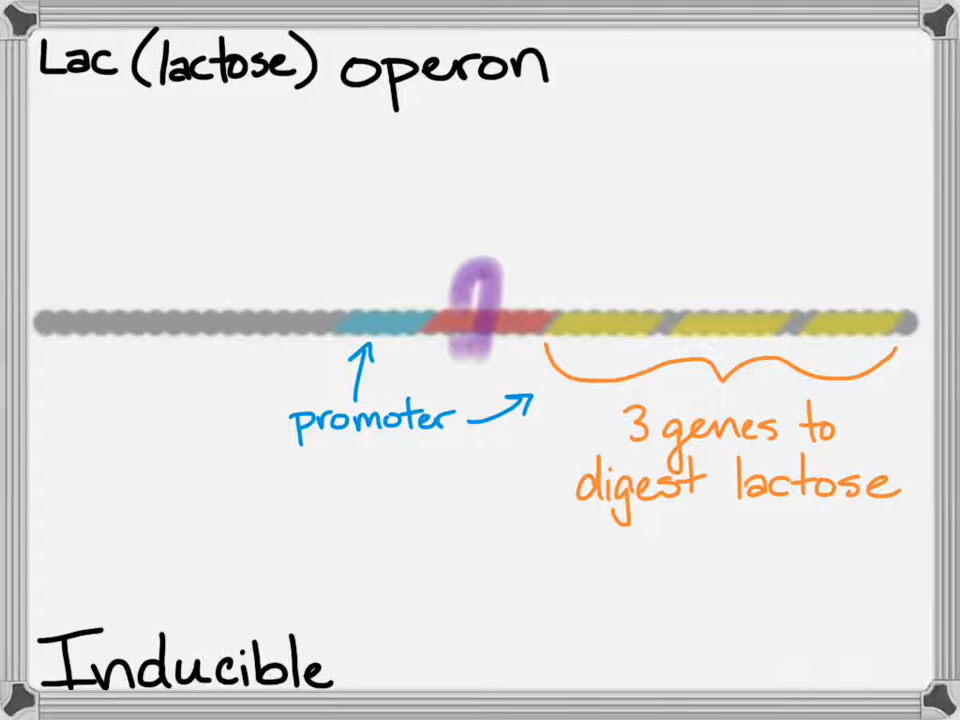 Lac (lactose) operon
promoter
3 genes to
digest lactose
Inducible